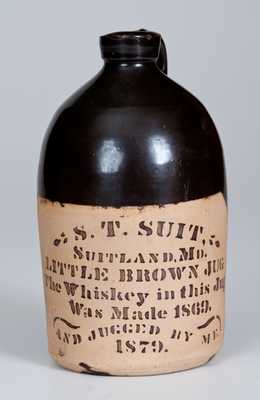 S. T. SUIT,
SUITLAND, MD.
LITTLE BROWN JUG
The Whiskey in this Jug
Was Made 1869.
AND JUGGED BY ME
1879.